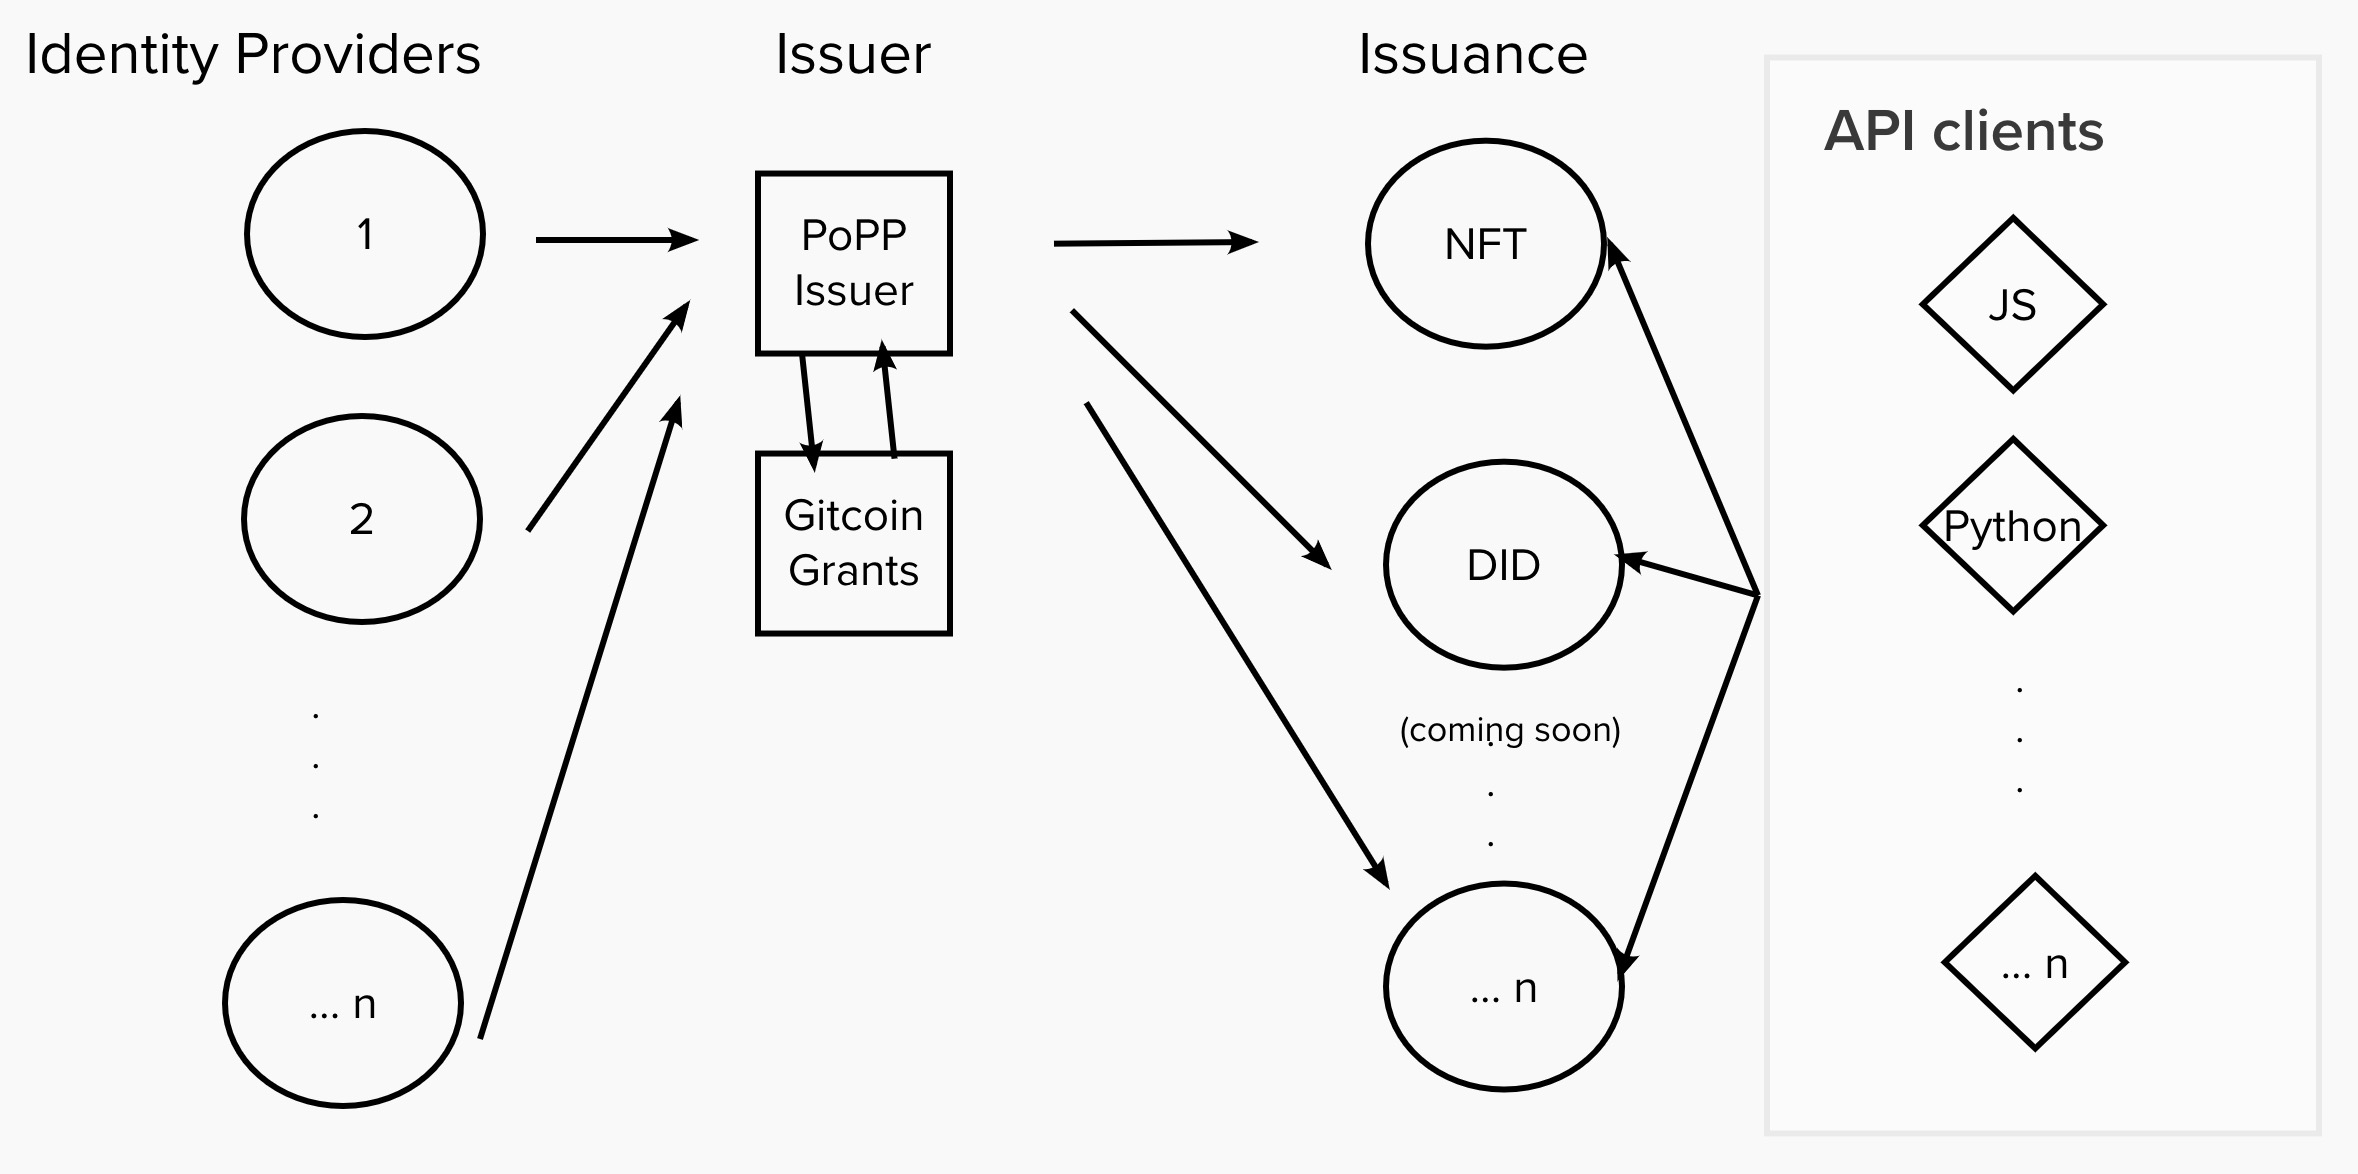 Identity Providers
Issuer
Issuance
API clients
1
2
... n
PoPP
Issuer
Gitcoin
Grants
NFT
DID
(coming soon)
... n
JS
Python
... n